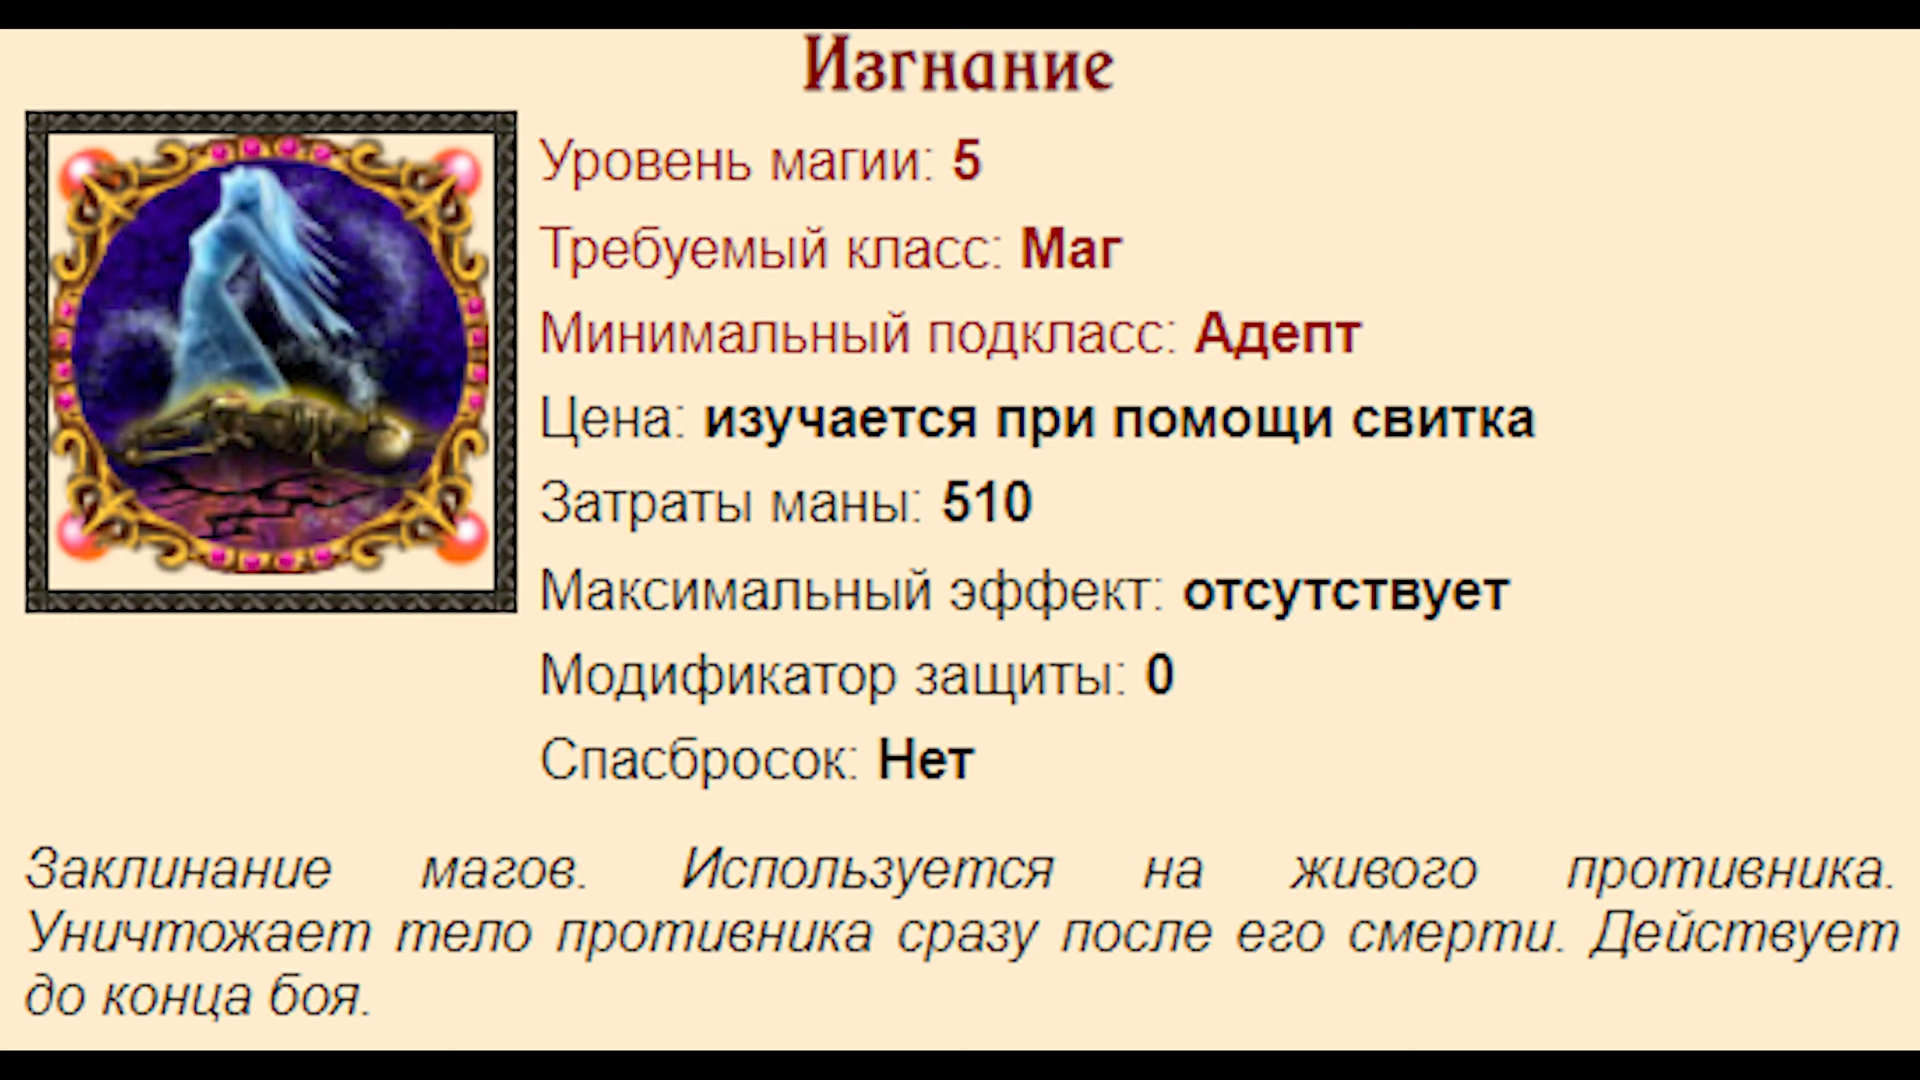 Изгнание
Уровень магии: 5
Требуемый класс: Маг
Минимальный подкласс: Адепт
Цена: изучается при помощи свитка
Затраты маны: 510
Максимальный эффект: отсутствует
Модификатор защиты: 0
Спасбросок: Нет
Заклинание магов. Используется на живого противника.
Уничтожает тело противника сразу после его смерти. Действует
до конца боя.